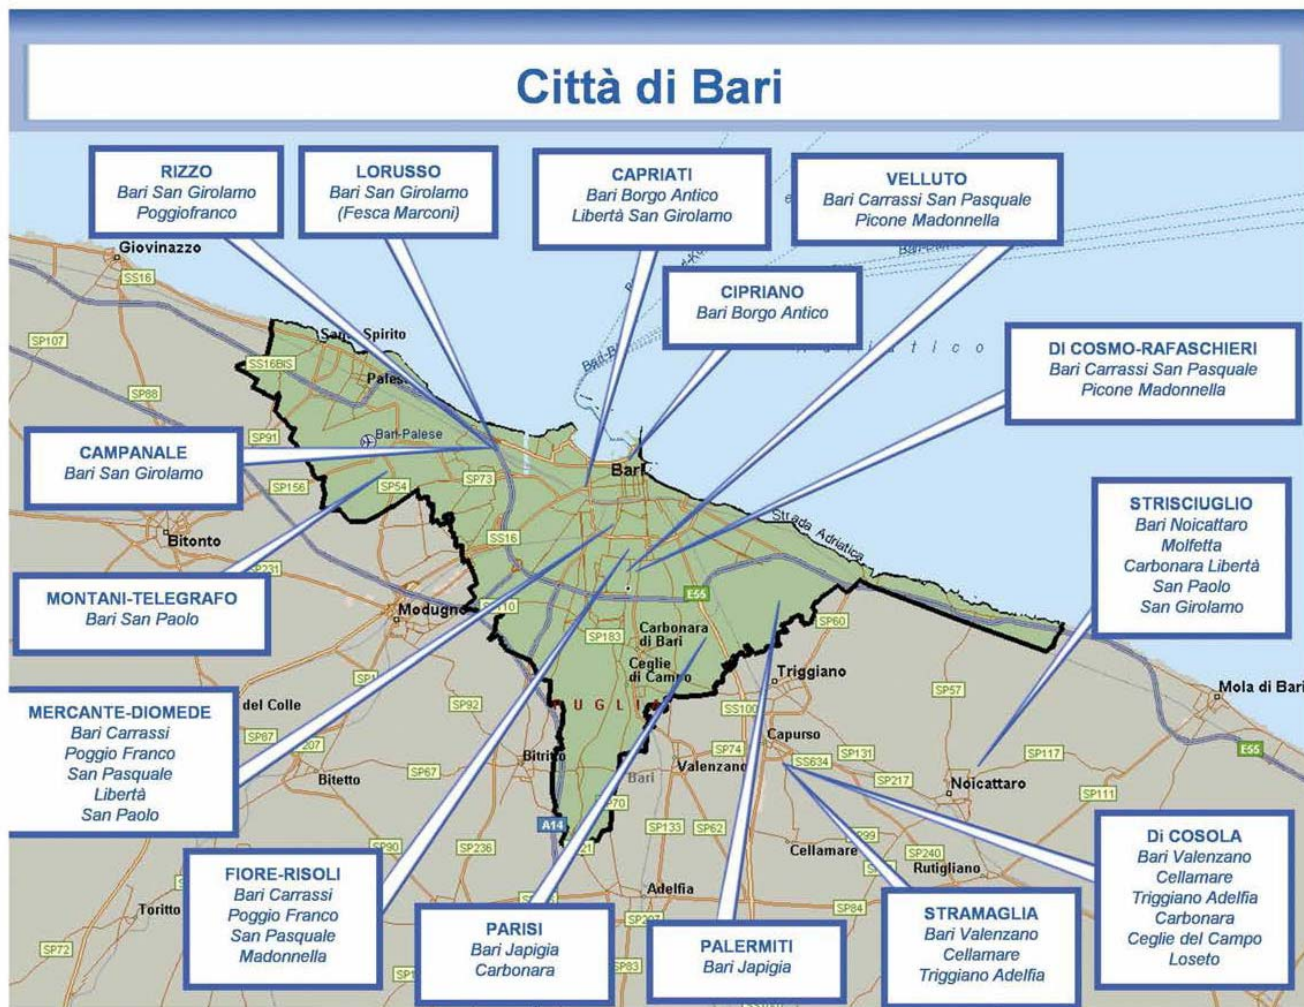 Città di Bari
RIZZO
Bari San Girolamo
Poggiofranco
LORUSSO
Bari San Girolamo
(Fesca Marconi)
CAPRIATI
Bari Borgo Antico
Libertà San Girolamo
VELLUTO
Bari Carrassi San Pasquale
Picone Madonnella
CIPRIANO
Bari Borgo Antico
DI COSMO-RAFASCHIERI
Bari Carrassi San Pasquale
Picone Madonnella
CAMPANALE
Bari San Girolamo
STRISCIUGLIO
Bari Noicattaro
Molfetta
Carbonara Libertà
San Paolo
San Girolamo
MONTANI-TELEGRAFO
Bari San Paolo
MERCANTE-DIOMEDE
Bari Carrassi
Poggio Franco
San Pasquale
Libertà
San Paolo
FIORE-RISOLI
Bari Carrassi
Poggio Franco
San Pasquale
Madonnella
PARISI
Bari Japigia
Carbonara
PALERMITI
Bari Japigia
STRAMAGLIA
Bari Valenzano
Cellamare
Triggiano Adelfia
Di COSOLA
Bari Valenzano
Cellamare
Triggiano Adelfia
Carbonara
Ceglie del Campo
Loseto
Giovinazzo
SS16
SP107
Spirito
SS16BIS
SP88
SP91
Bari-Palese
SP156
SP54
SP73
Bari
Strada Adriatica
Bitonto
SP231
SS16
Modugno
E55
SP183
Carbonara
di Bari
Ceglie
di Campo
SP60
Triggiano
SP57
Mola di Bari
del Colle
SP92
SS100
Capurso
SP74
SP131
SP117
E55
SP87
Bitetto
SP67
Bitritto
Bari
Valenzano
SS634
SP217
Noicattaro
SP111
A14
SP70
SP133
SP62
SP90
SP236
Cellamare
SP240
Rutigliano
Toritto
Adelfia
SP84
SP72
SP83